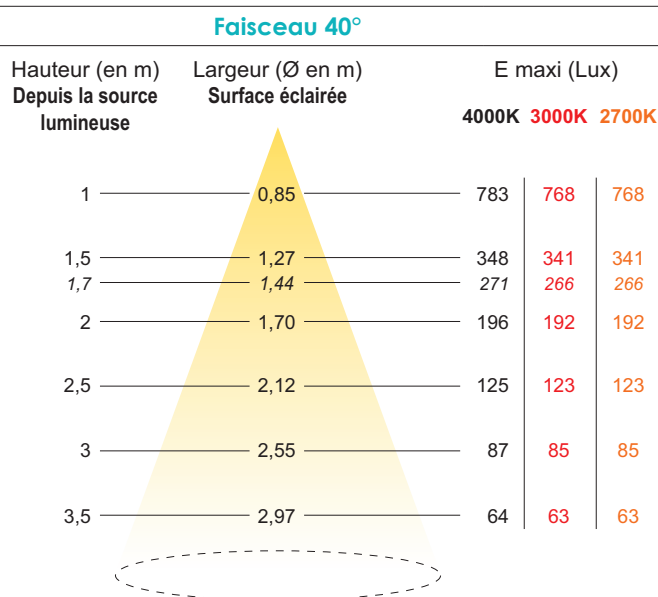 Faisceau 40°
Hauteur (en m) Largeur (Ø en m) E maxi (Lux)
Depuis la source Surface éclairée
lumineuse 4000K 3000K 2700K
1 0,85 783 768 768
1,5 1,27 348 341 341
1,7 1,44 271 266 266
2 1,70 196 192 192
2,5 2,12 125 123 123
3 2,55 87 85 85
3,5 2,97 64 63 63